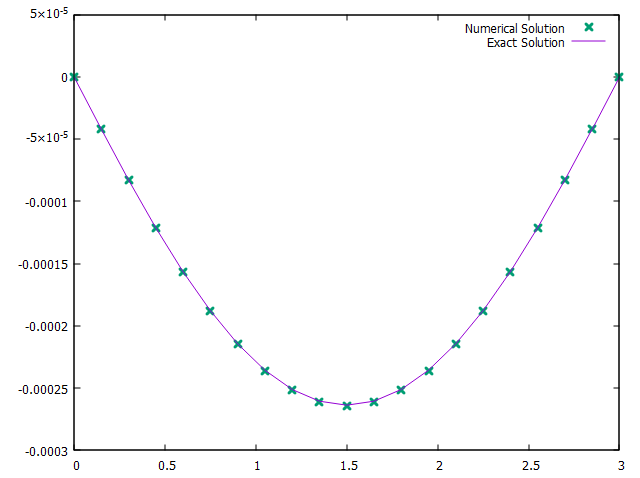 5×10⁻⁵
Numerical Solution
Exact Solution
0
-5×10⁻⁵
-0.0001
-0.00015
-0.0002
-0.00025
-0.0003
0 0.5 1 1.5 2 2.5 3